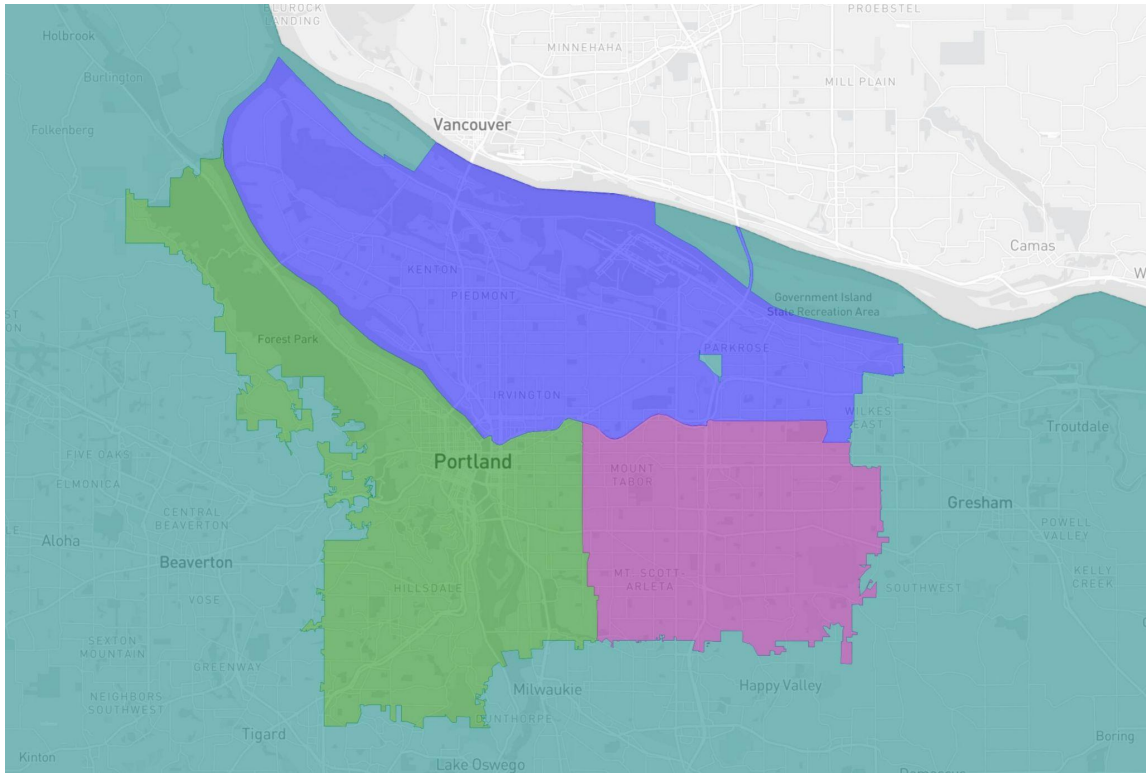 PROEBSTEL
LANDING
Holbrook
MINNEHAHA
Burlington
MILL PLAIN
Vancouver
Folkenberg
Camas
KENTON
PIEDMONT
Government Island
State Recreation Area
Forest Park
PARKROSE
IRVINGTON
WILKES
EAST
Troutdale
FIVE OAKS
Portland
MOUNT
TABOR
ELMONICA
Gresham
CENTRAL
BEAVERTON
POWELL
VALLEY
Aloha
Beaverton
MT. SCOTT-
ARLETA
KELLY
CREEK
HILLSDALE
SOUTHWEST
VOSE
SEXTON
MOUNTAIN
GREENWAY
Happy Valley
Milwaukie
NEIGHBORS
SOUTHWEST
Tigard
Boring
Kinton
Lake Oswego